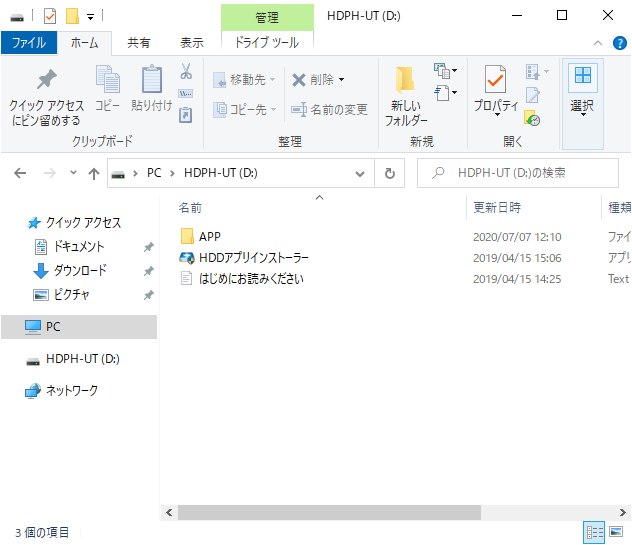 管理
HDPH-UT (D:)
ファイル
ホーム
共有
表示
ドライブ ツール
クイック アクセス
にピン留めする
コピー
貼り付け
移動先
コピー先
削除
名前の変更
新しい
フォルダー
プロパティ
選択
クリップボード
整理
新規
開く
PC
HDPH-UT (D:)
HDPH-UT (D:)の検索
名前
更新日時
種類
クイック アクセス
ドキュメント
ダウンロード
ピクチャ
PC
HDPH-UT (D:)
ネットワーク
APP
2020/07/07 12:10
ファイ
HDDアプリインストーラー
2019/04/15 15:06
アプリ
はじめにお読みください
2019/04/15 14:25
Text
3 個の項目